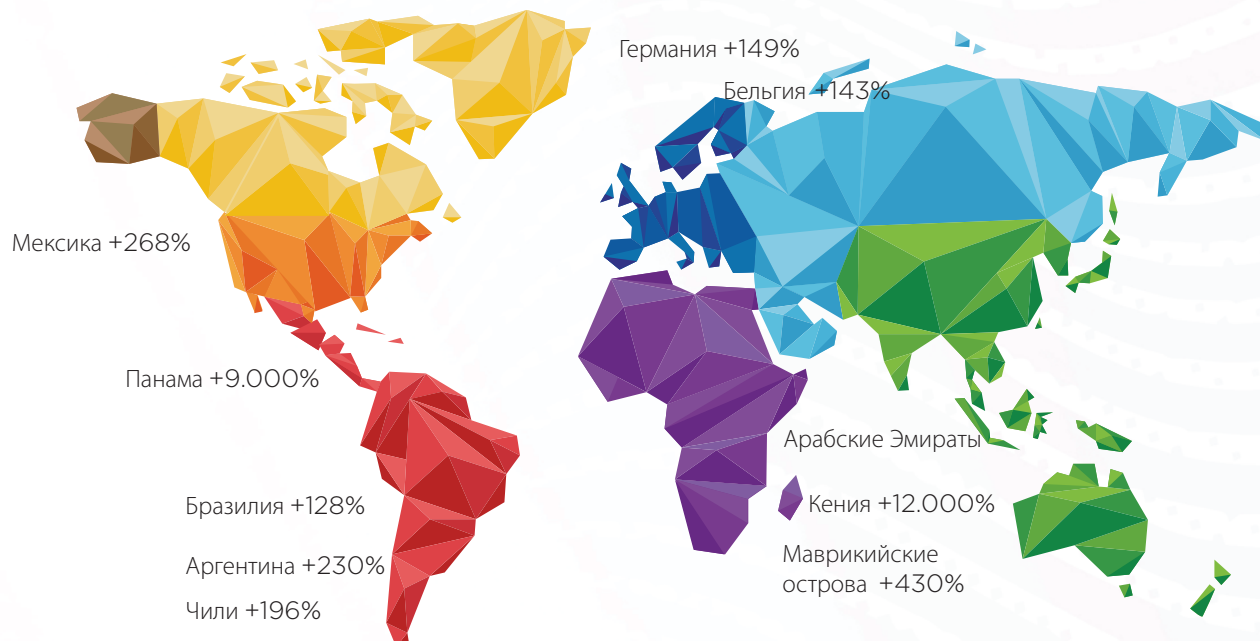 Германия +149%
Бельгия +143%
Мексика +268%
Панама +9.000%
Арабские Эмираты
Бразилия +128%
Кения +12.000%
Аргентина +230%
Маврикийские
острова +430%
Чили +196%